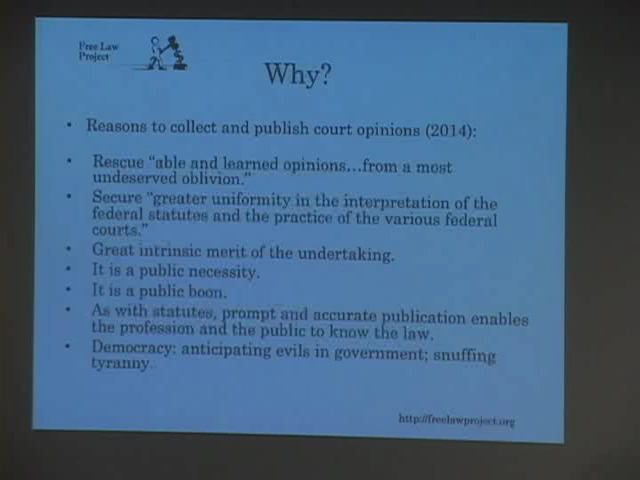 Free Law
Project
Why?
• Reasons to collect and publish court opinions (2014):
• Rescue “able and learned opinions…from a most
undeserved oblivion.”
• Secure “greater uniformity in the interpretation of the
federal statutes and the practice of the various federal
courts.”
• Great intrinsic merit of the undertaking.
• It is a public necessity.
• It is a public boon.
• As with statutes, prompt and accurate publication enables
the profession and the public to know the law.
• Democracy: anticipating evils in government; snuffing
tyranny.
http://freelawproject.org